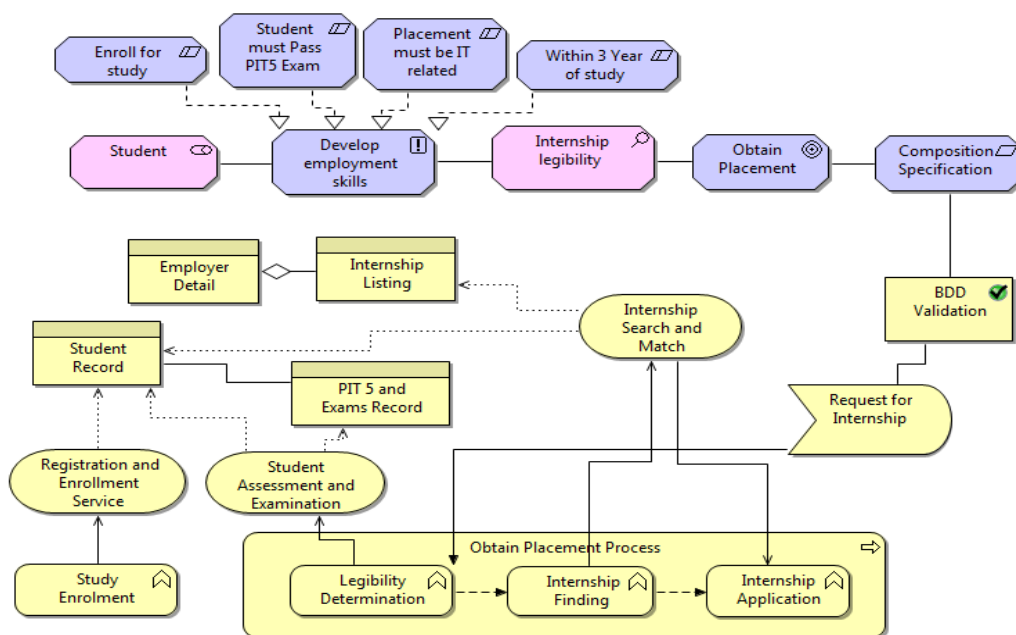 Enroll for
study
Student
must Pass
PIT5 Exam
Placement
must be IT
related
Within 3 Year
of study
Student
Develop
employment
skills
Internship
legibility
Obtain
Placement
Composition
Specification
Employer
Detail
Internship
Listing
Internship
Search and
Match
BDD
Validation
Student
Record
PIT 5 and
Exams Record
Request for
Internship
Registration and
Enrollment
Service
Student
Assessment and
Examination
Obtain Placement Process
Study
Enrolment
Legibility
Determination
Internship
Finding
Internship
Application